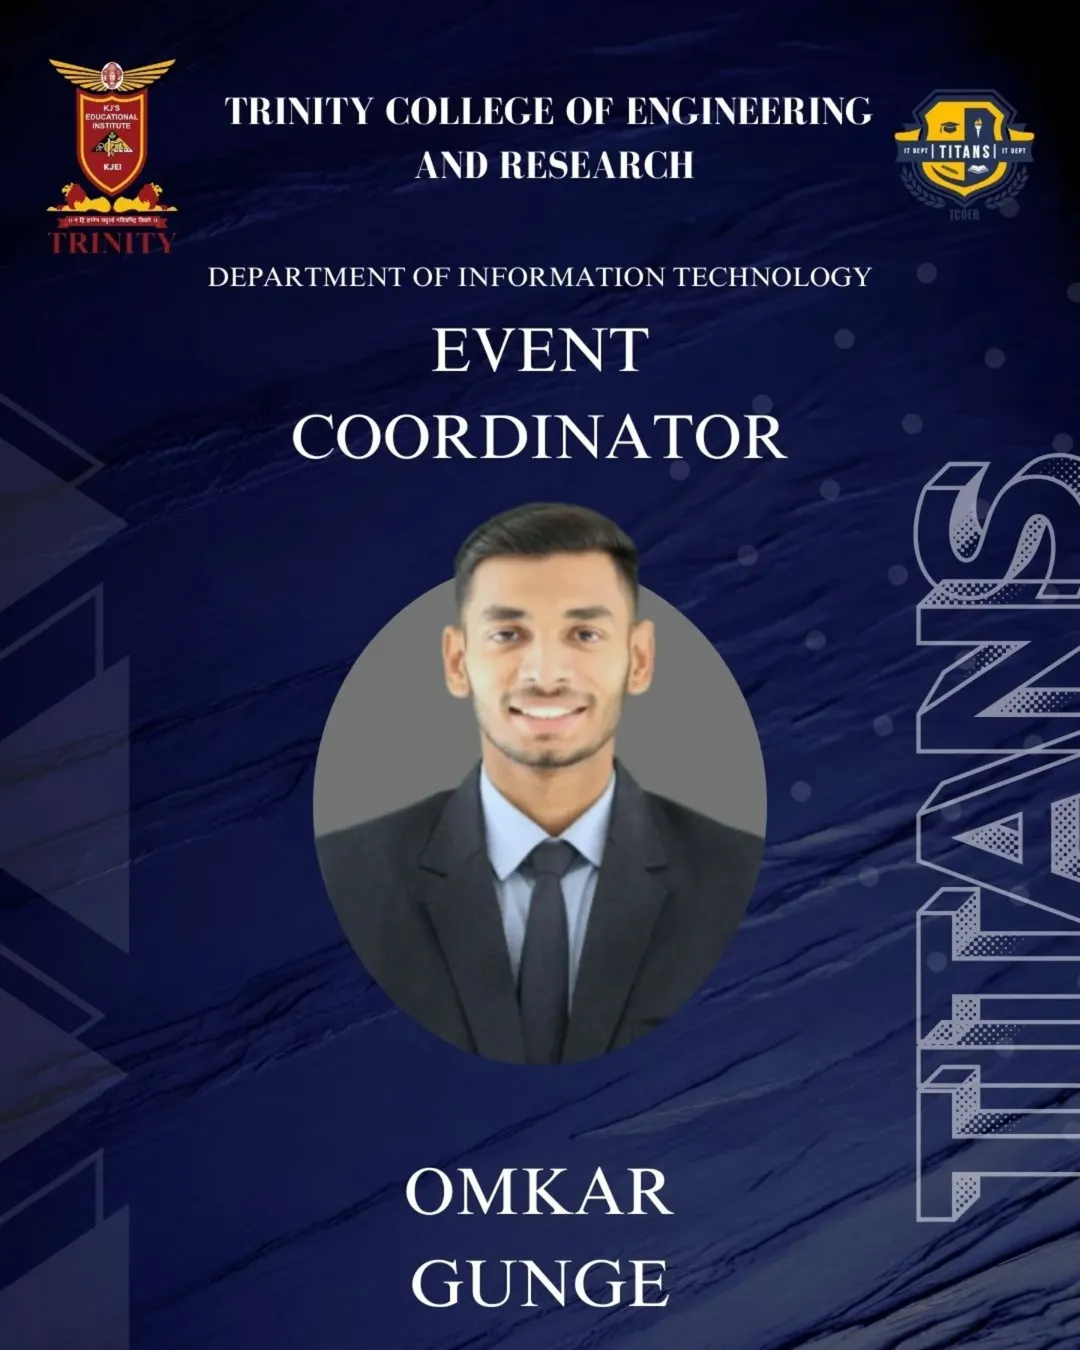 KJ'S
EDUCATIONAL
INSTITUTE
KJEI
TRINITY
TRINITY COLLEGE OF ENGINEERING
AND RESEARCH
IT DEPT TITANS IT DEPT
TCOER
DEPARTMENT OF INFORMATION TECHNOLOGY
EVENT
COORDINATOR
TITANS
OMKAR
GUNGE